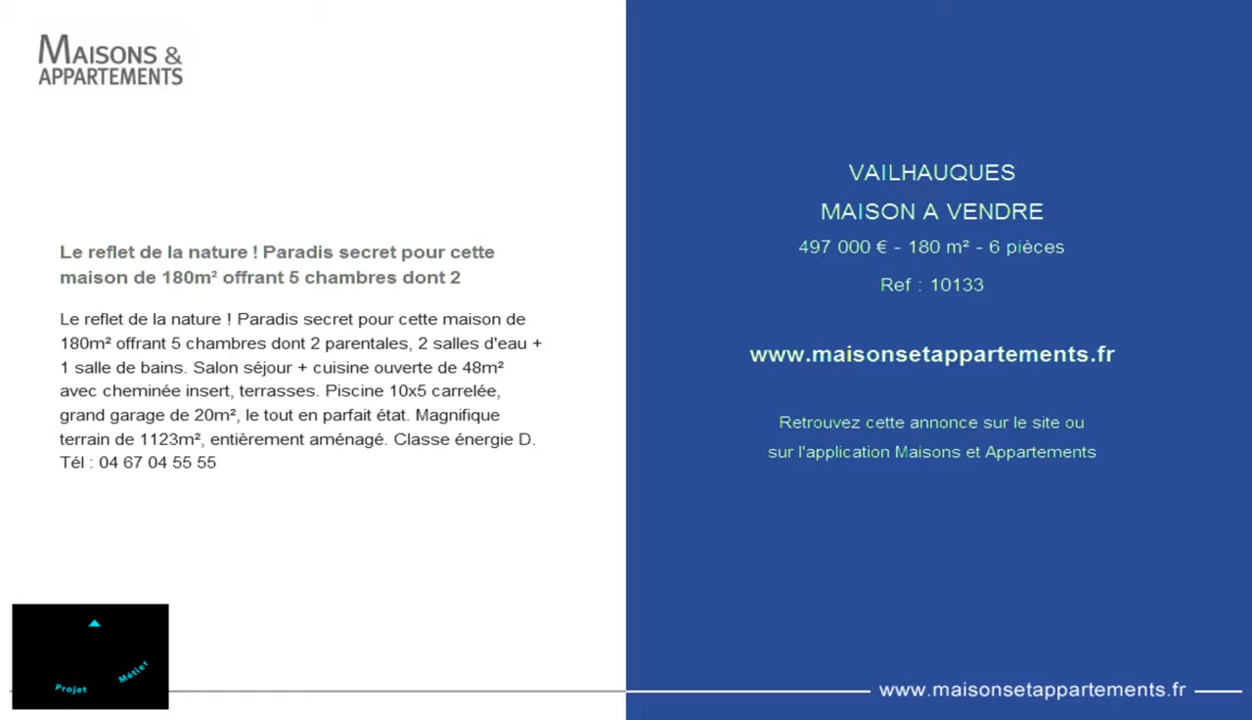 MAISONS &
APPARTEMENTS
Le reflet de la nature ! Paradis secret pour cette
maison de 180m² offrant 5 chambres dont 2
Le reflet de la nature ! Paradis secret pour cette maison de
180m² offrant 5 chambres dont 2 parentales, 2 salles d'eau +
1 salle de bains. Salon séjour + cuisine ouverte de 48m²
avec cheminée insert, terrasses. Piscine 10x5 carrelée,
grand garage de 20m², le tout en parfait état. Magnifique
terrain de 1123m², entièrement aménagé. Classe énergie D.
Tél : 04 67 04 55 55
Projet Métier
VAILHAUQUES
MAISON A VENDRE
497 000 € - 180 m² - 6 pièces
Ref : 10133
www.maisonsetappartements.fr
Retrouvez cette annonce sur le site ou
sur l'application Maisons et Appartements
www.maisonsetappartements.fr